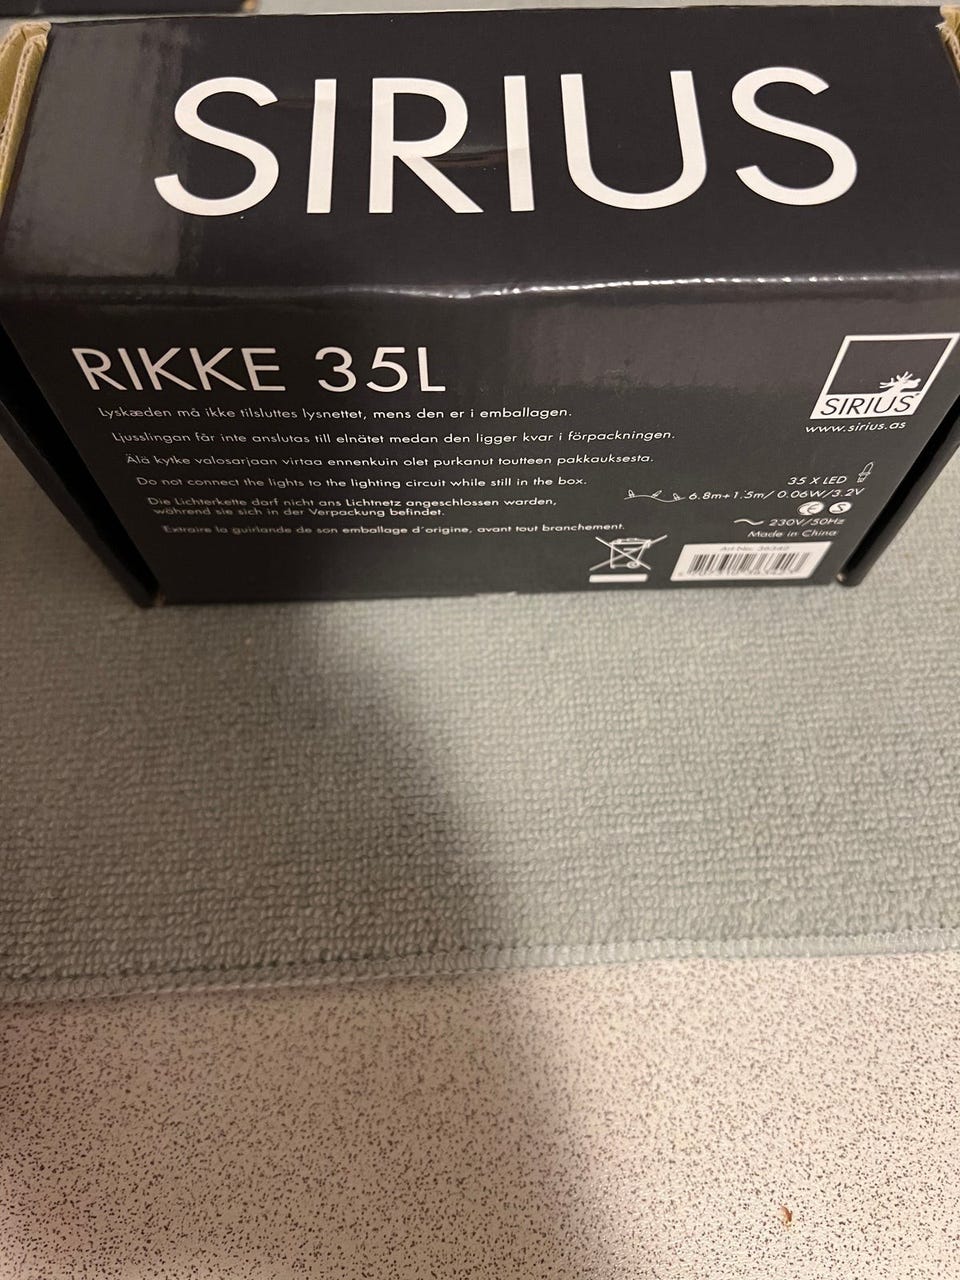 SIRIUS
RIKKE 35L
Lyskæden må ikke tilsluttes lysnettet, mens den er i emballagen.
Ljusslingan får inte anslutas till elnätet medan den ligger kvar i förpackningen.
Älä kytke valosarjaan virtaa ennenkuin olet purkanut toutteen pakkauksesta.
Do not connect the lights to the lighting circuit while still in the box.
Die Lichterkette darf nicht ans Lichtnetz angeschlossen warden,
während sie sich in der Verpackung befindet.
Extraire la guirlande de son emballage d'origine, avant tout branchement.
SIRIUS
www.sirius.as
35 X LED
6.8m+1.5m/ 0.06W/3.2V
CE S
230V/50Hz
Made in China
Art-No.